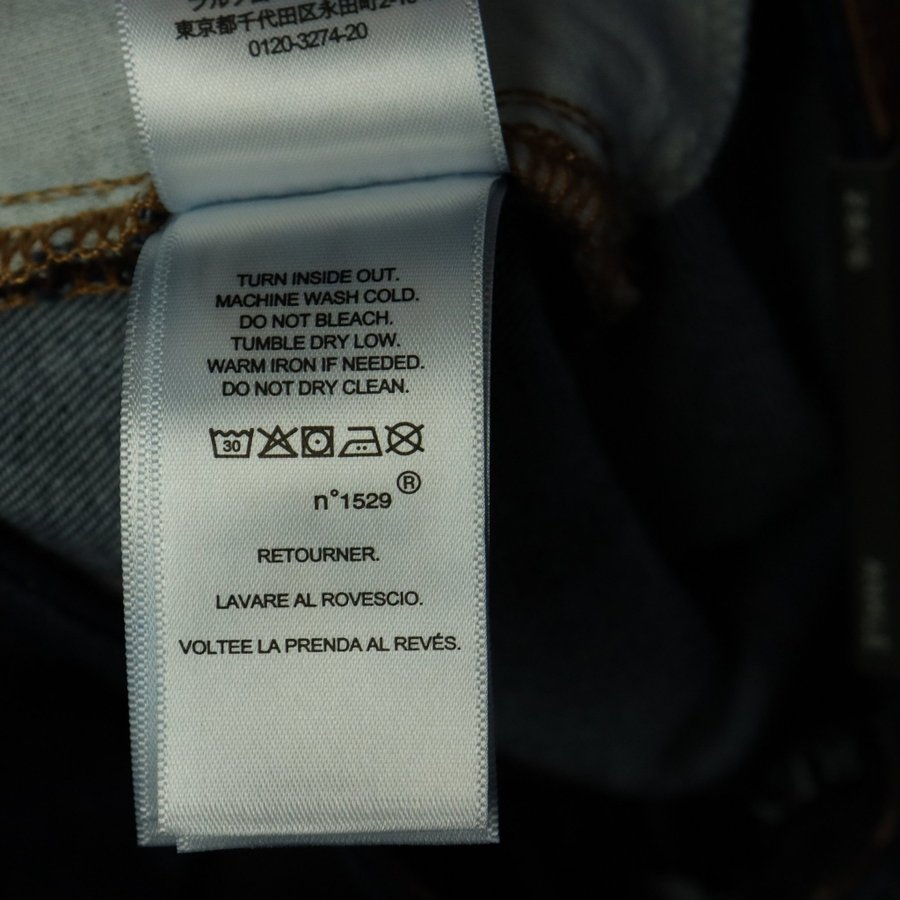 東京都千代田区永田町2-10
0120-3274-20
TURN INSIDE OUT.
MACHINE WASH COLD.
DO NOT BLEACH.
TUMBLE DRY LOW.
WARM IRON IF NEEDED.
DO NOT DRY CLEAN.
30
n°1529®
RETOURNER.
LAVARE AL ROVESCIO.
VOLTEE LA PRENDA AL REVÉS.